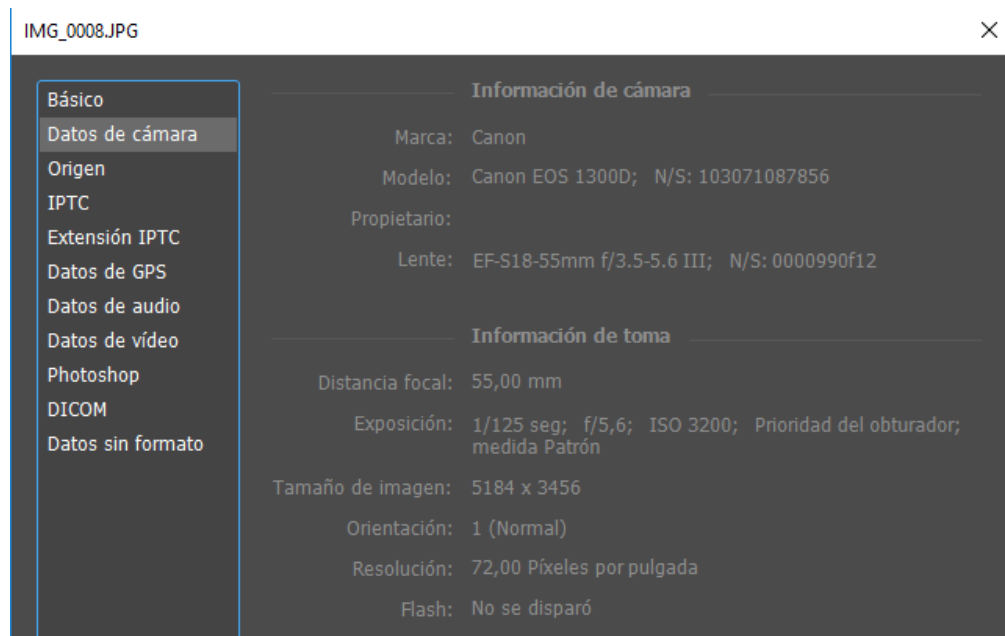 IMG_0008.JPG
Básico
Datos de cámara
Origen
IPTC
Extensión IPTC
Datos de GPS
Datos de audio
Datos de vídeo
Photoshop
DICOM
Datos sin formato
Información de cámara
Marca: Canon
Modelo: Canon EOS 1300D; N/S: 103071087856
Propietario:
Lente: EF-S18-55mm f/3.5-5.6 III; N/S: 0000990f12
Información de toma
Distancia focal: 55,00 mm
Exposición: 1/125 seg; f/5,6; ISO 3200; Prioridad del obturador;
medida Patrón
Tamaño de imagen: 5184 x 3456
Orientación: 1 (Normal)
Resolución: 72,00 Píxeles por pulgada
Flash: No se disparó